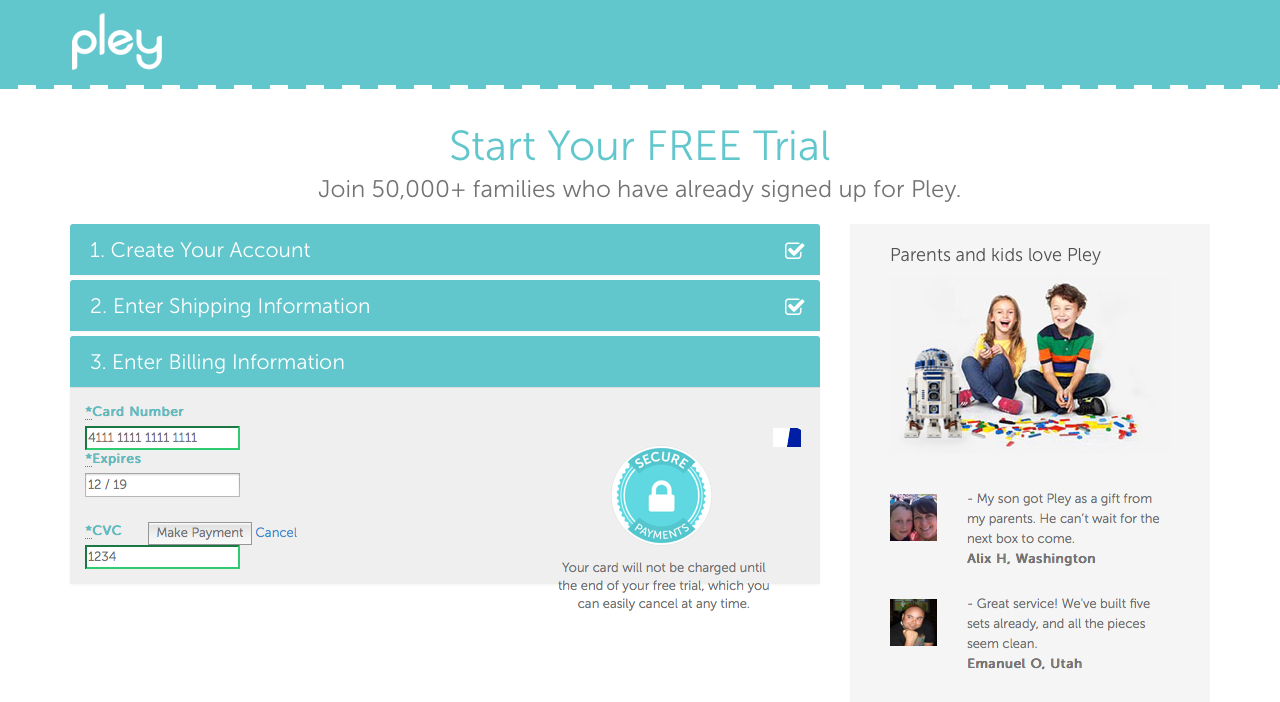 pley
Start Your FREE Trial
Join 50,000+ families who have already signed up for Pley.
1. Create Your Account
2. Enter Shipping Information
3. Enter Billing Information
*Card Number
4111 1111 1111 1111
*Expires
12 / 19
*CVC
Make Payment Cancel
1234
SECURE
PAYMENTS
Your card will not be charged until
the end of your free trial, which you
can easily cancel at any time.
Parents and kids love Pley
- My son got Pley as a gift from
my parents. He can’t wait for the
next box to come.
Alix H, Washington
- Great service! We've built five
sets already, and all the pieces
seem clean.
Emanuel O, Utah